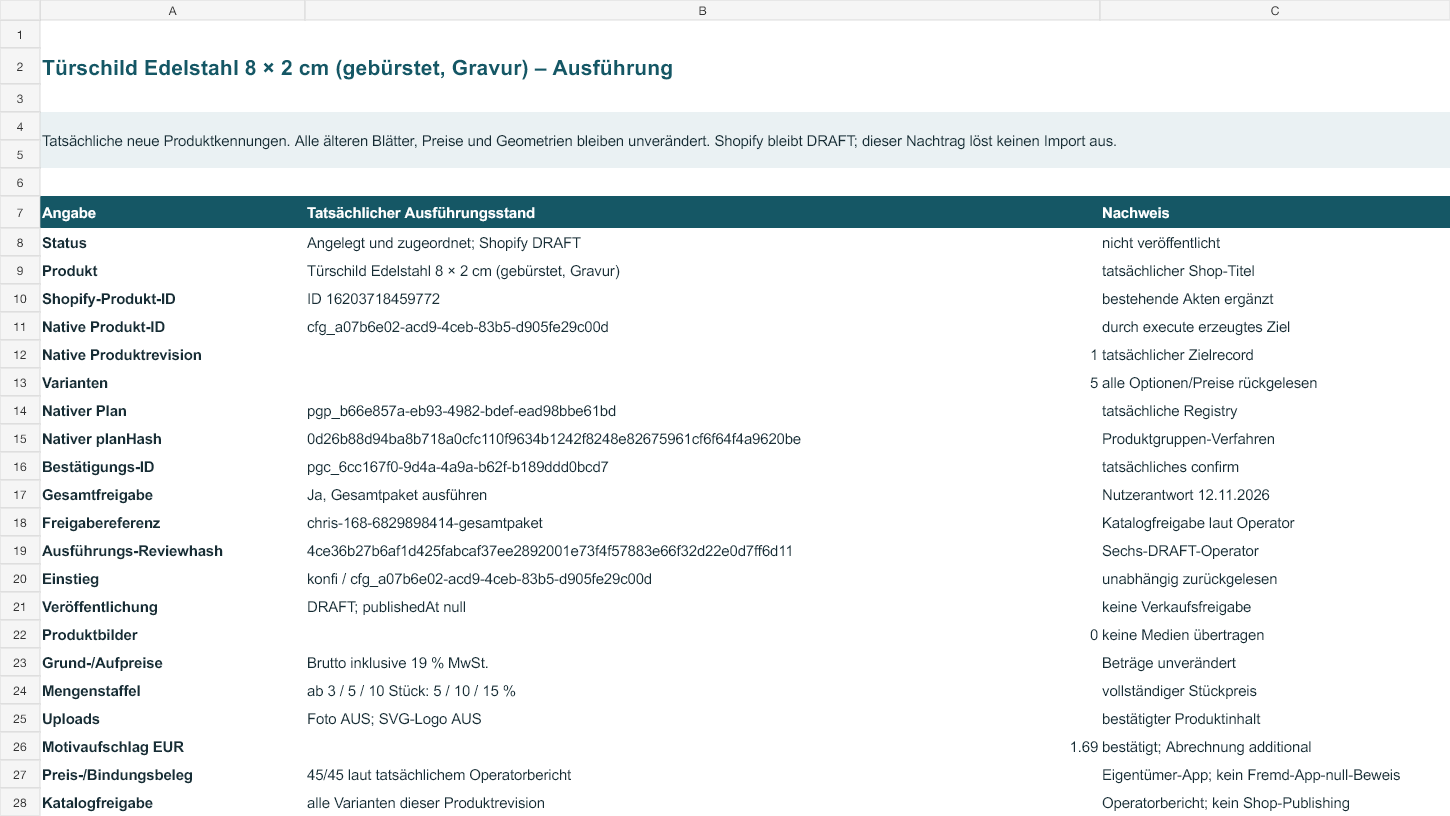 A B C
1
2 Türschild Edelstahl 8 × 2 cm (gebürstet, Gravur) – Ausführung
3
4
Tatsächliche neue Produktkennungen. Alle älteren Blätter, Preise und Geometrien bleiben unverändert. Shopify bleibt DRAFT; dieser Nachtrag löst keinen Import aus.
5
6
7 Angabe Tatsächlicher Ausführungsstand Nachweis
8 Status Angelegt und zugeordnet; Shopify DRAFT nicht veröffentlicht
9 Produkt Türschild Edelstahl 8 × 2 cm (gebürstet, Gravur) tatsächlicher Shop-Titel
10 Shopify-Produkt-ID ID 16203718459772 bestehende Akten ergänzt
11 Native Produkt-ID cfg_a07b6e02-acd9-4ceb-83b5-d905fe29c00d durch execute erzeugtes Ziel
12 Native Produktrevision 1 tatsächlicher Zielrecord
13 Varianten 5 alle Optionen/Preise rückgelesen
14 Nativer Plan pgp_b66e857a-eb93-4982-bdef-ead98bbe61bd tatsächliche Registry
15 Nativer planHash 0d26b88d94ba8b718a0cfc110f9634b1242f8248e82675961cf6f64f4a9620be Produktgruppen-Verfahren
16 Bestätigungs-ID pgc_6cc167f0-9d4a-4a9a-b62f-b189ddd0bcd7 tatsächliches confirm
17 Gesamtfreigabe Ja, Gesamtpaket ausführen Nutzerantwort 12.11.2026
18 Freigabereferenz chris-168-6829898414-gesamtpaket Katalogfreigabe laut Operator
19 Ausführungs-Reviewhash 4ce36b27b6af1d425fabcaf37ee2892001e73f4f57883e66f32d22e0d7ff6d11 Sechs-DRAFT-Operator
20 Einstieg konfi / cfg_a07b6e02-acd9-4ceb-83b5-d905fe29c00d unabhängig zurückgelesen
21 Veröffentlichung DRAFT; publishedAt null keine Verkaufsfreigabe
22 Produktbilder 0 keine Medien übertragen
23 Grund-/Aufpreise Brutto inklusive 19 % MwSt. Beträge unverändert
24 Mengenstaffel ab 3 / 5 / 10 Stück: 5 / 10 / 15 % vollständiger Stückpreis
25 Uploads Foto AUS; SVG-Logo AUS bestätigter Produktinhalt
26 Motivaufschlag EUR 1.69 bestätigt; Abrechnung additional
27 Preis-/Bindungsbeleg 45/45 laut tatsächlichem Operatorbericht Eigentümer-App; kein Fremd-App-null-Beweis
28 Katalogfreigabe alle Varianten dieser Produktrevision Operatorbericht; kein Shop-Publishing